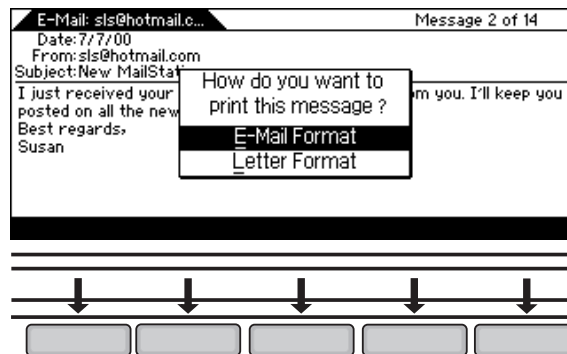 E-Mail: sls@hotmail.c...
Message 2 of 14
Date:7/7/00
From:sls@hotmail.com
Subject:New MailStati
I just received your
om you. I'll keep you
posted on all the new
Best regards,
Susan
How do you want to
print this message ?
E-Mail Format
Letter Format